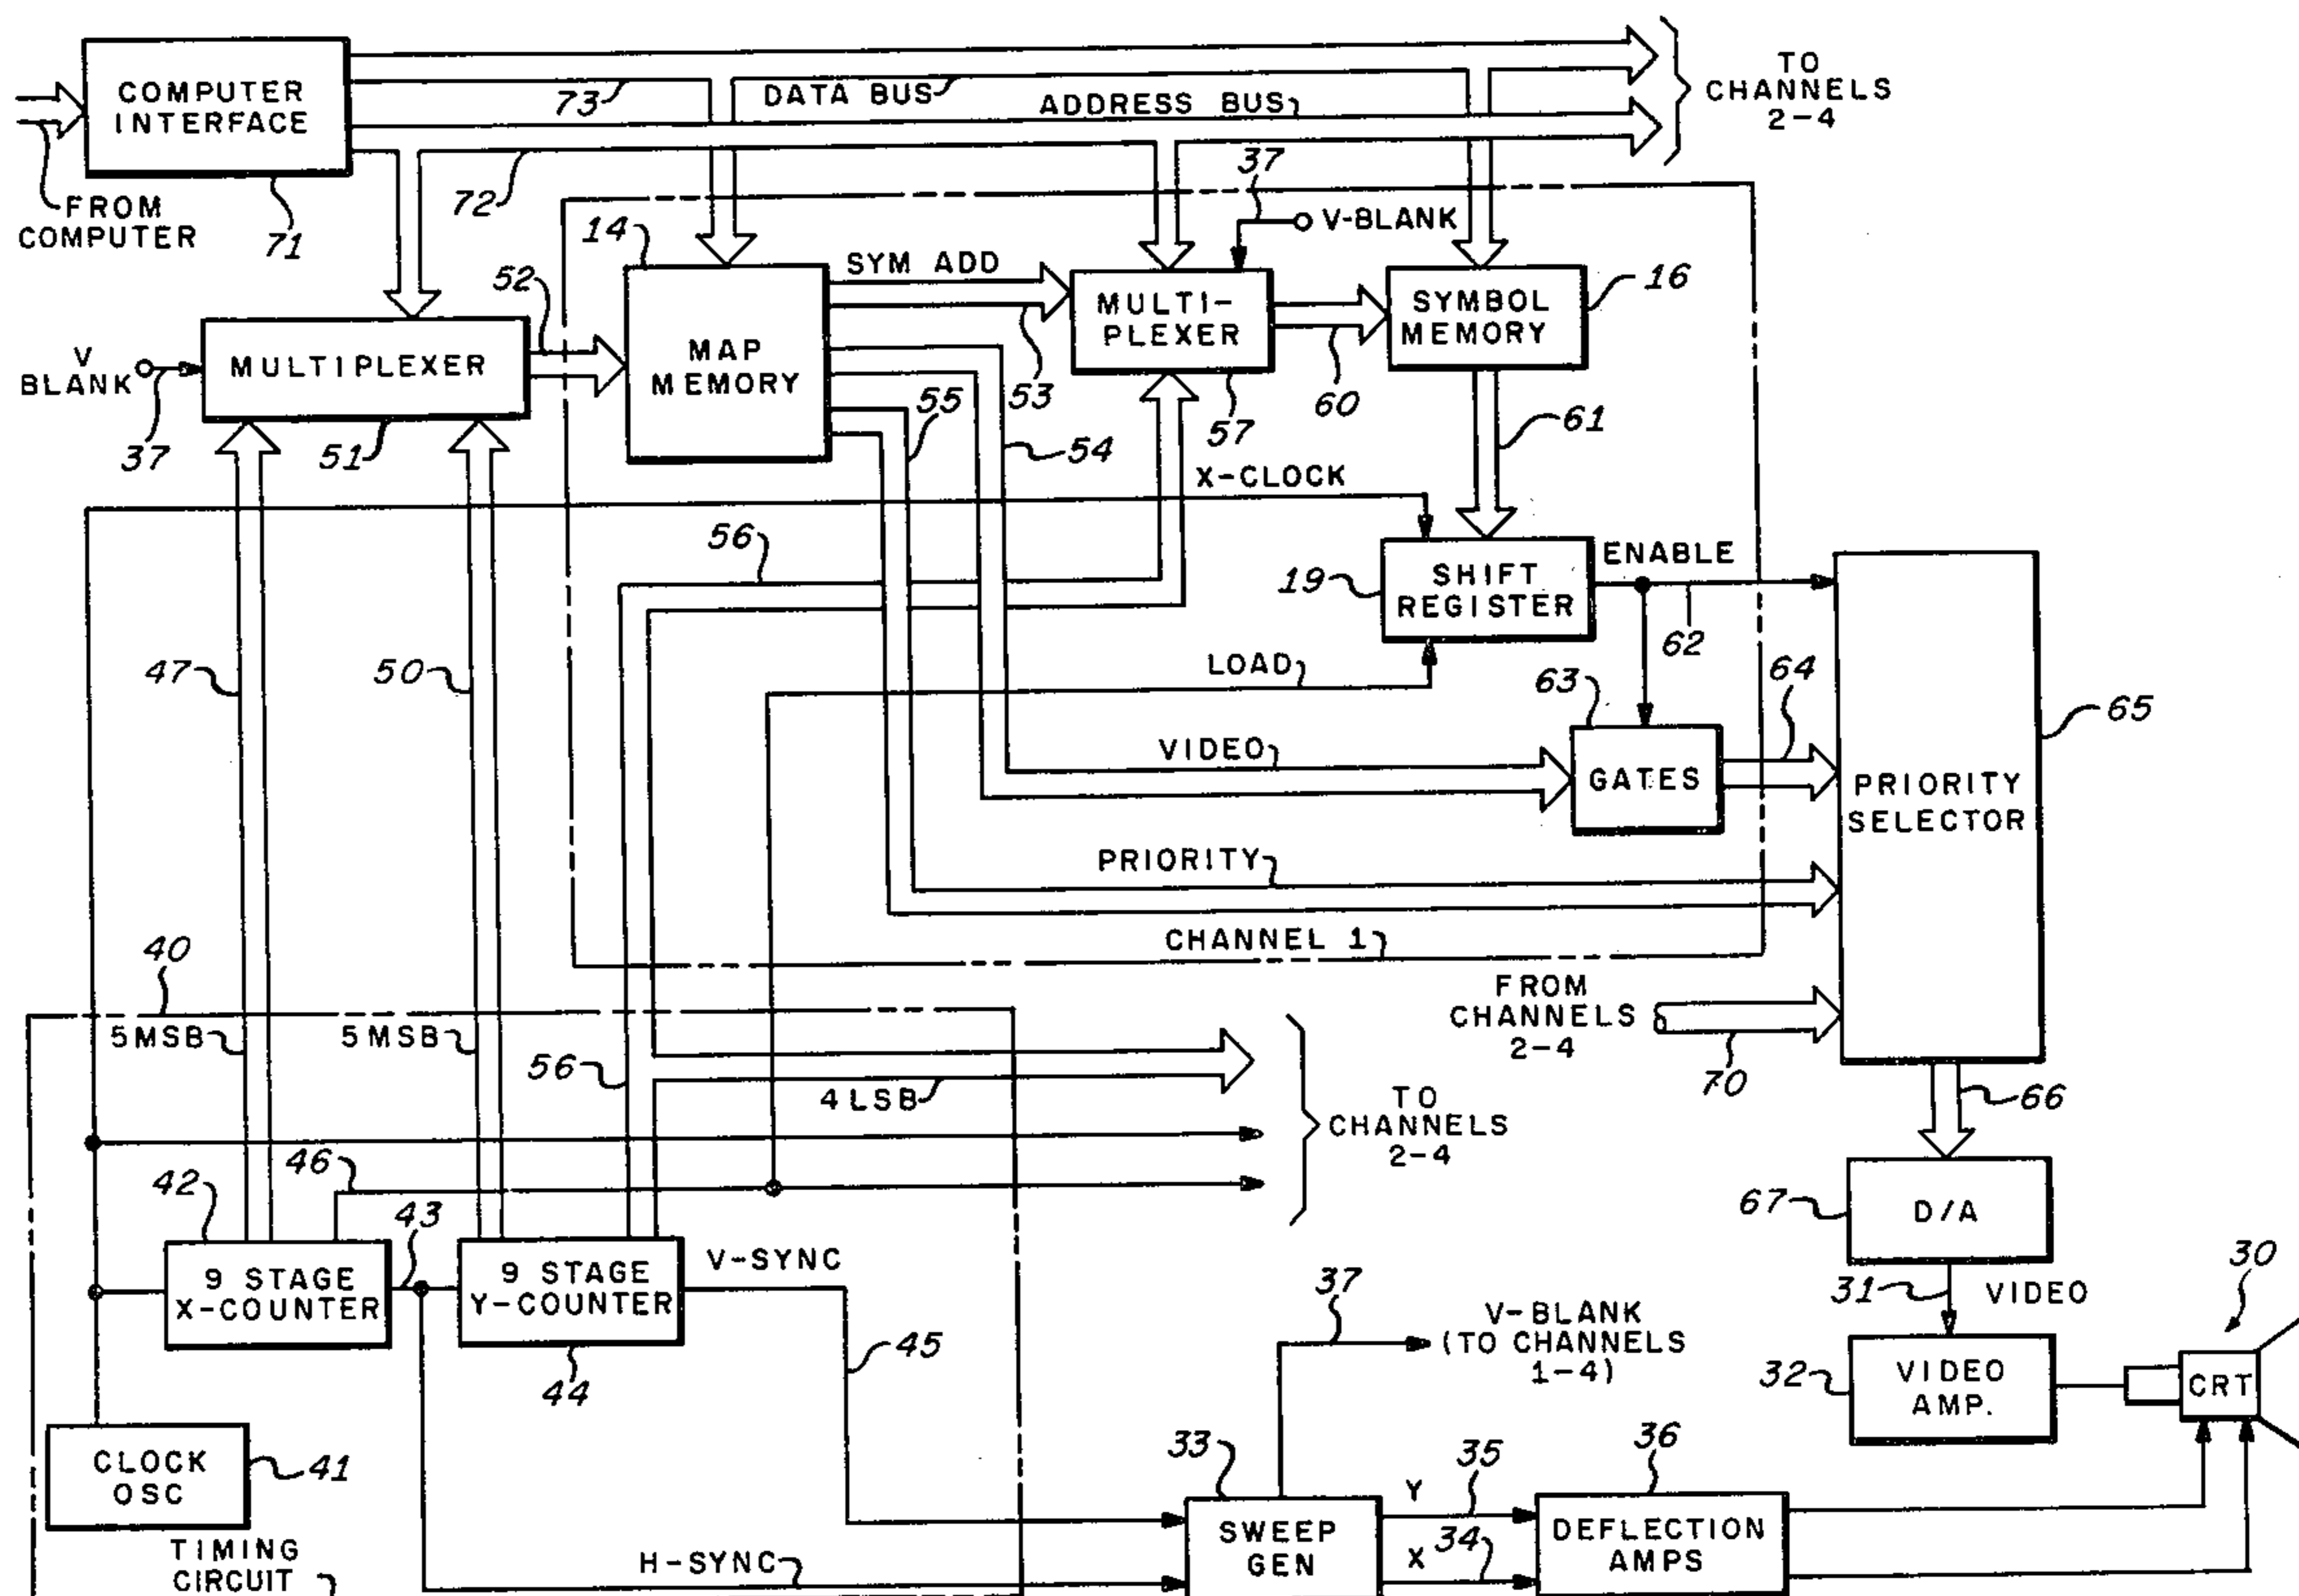 TO
CHANNELS
2-4
COMPUTER
INTERFACE
73
DATA BUS
ADDRESS BUS
FROM
COMPUTER
71
72
37
V-BLANK
14
SYM ADD
16
52
MULTI-
PLEXER
SYMBOL
MEMORY
V
BLANK
MULTIPLEXER
MAP
MEMORY
53
60
55
57
61
37
51
54
X-CLOCK
56
ENABLE
19
SHIFT
REGISTER
62
47
50
LOAD
63
64
65
VIDEO
GATES
PRIORITY
SELECTOR
PRIORITY
CHANNEL 1
40
FROM
CHANNELS
2-4
5MSB
5MSB
56
4 LSB
70
66
TO
CHANNELS
2-4
46
42
43
67
D/A
9 STAGE
X-COUNTER
9 STAGE
Y-COUNTER
V-SYNC
37
31
VIDEO
30
V-BLANK
(TO CHANNELS
1-4)
45
44
32
VIDEO
AMP.
CRT
CLOCK
OSC
41
33
35
36
Y
SWEEP
GEN
X
34
DEFLECTION
AMPS
TIMING
CIRCUIT
H-SYNC